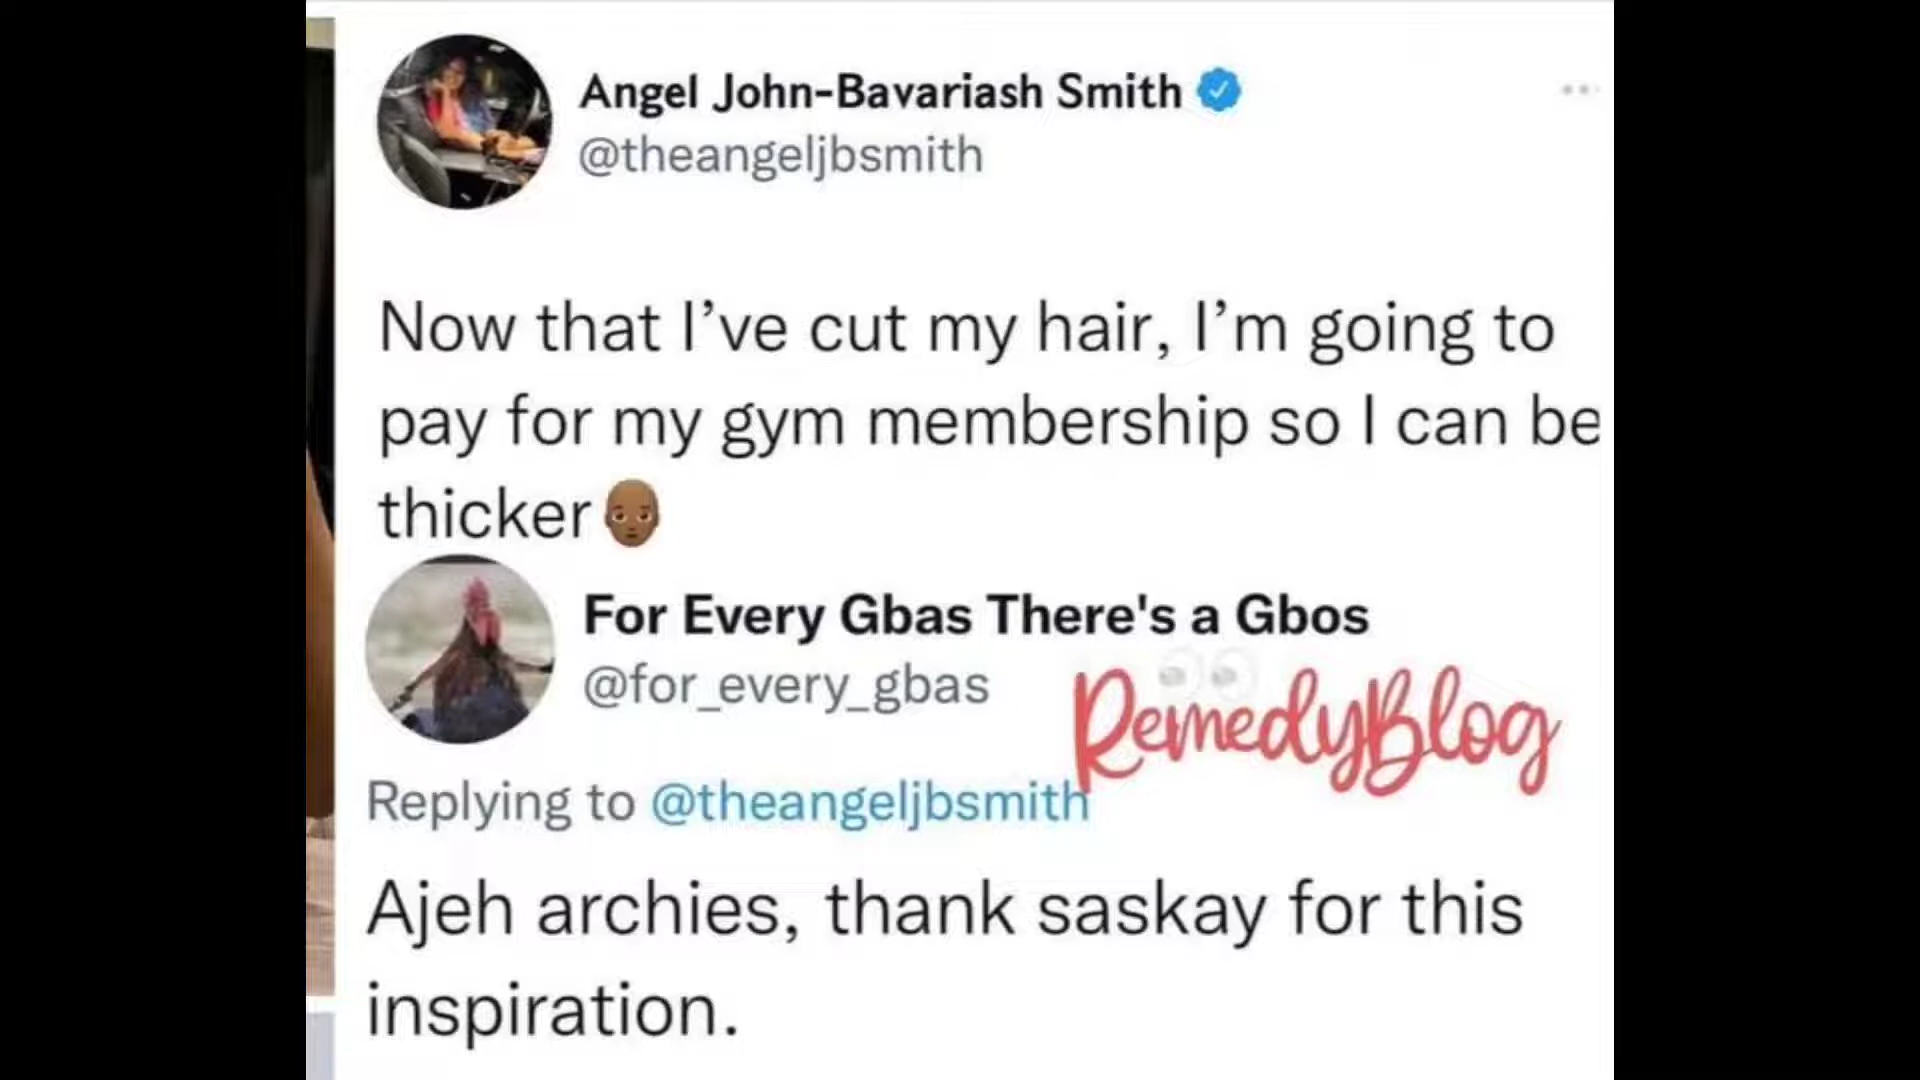 Angel John-Bavariash Smith
@theangeljbsmith
Now that I’ve cut my hair, I’m going to
pay for my gym membership so I can be
thicker
For Every Gbas There's a Gbos
@for_every_gbas
RemedyBlog
Replying to @theangeljbsmith
Ajeh archies, thank saskay for this
inspiration.